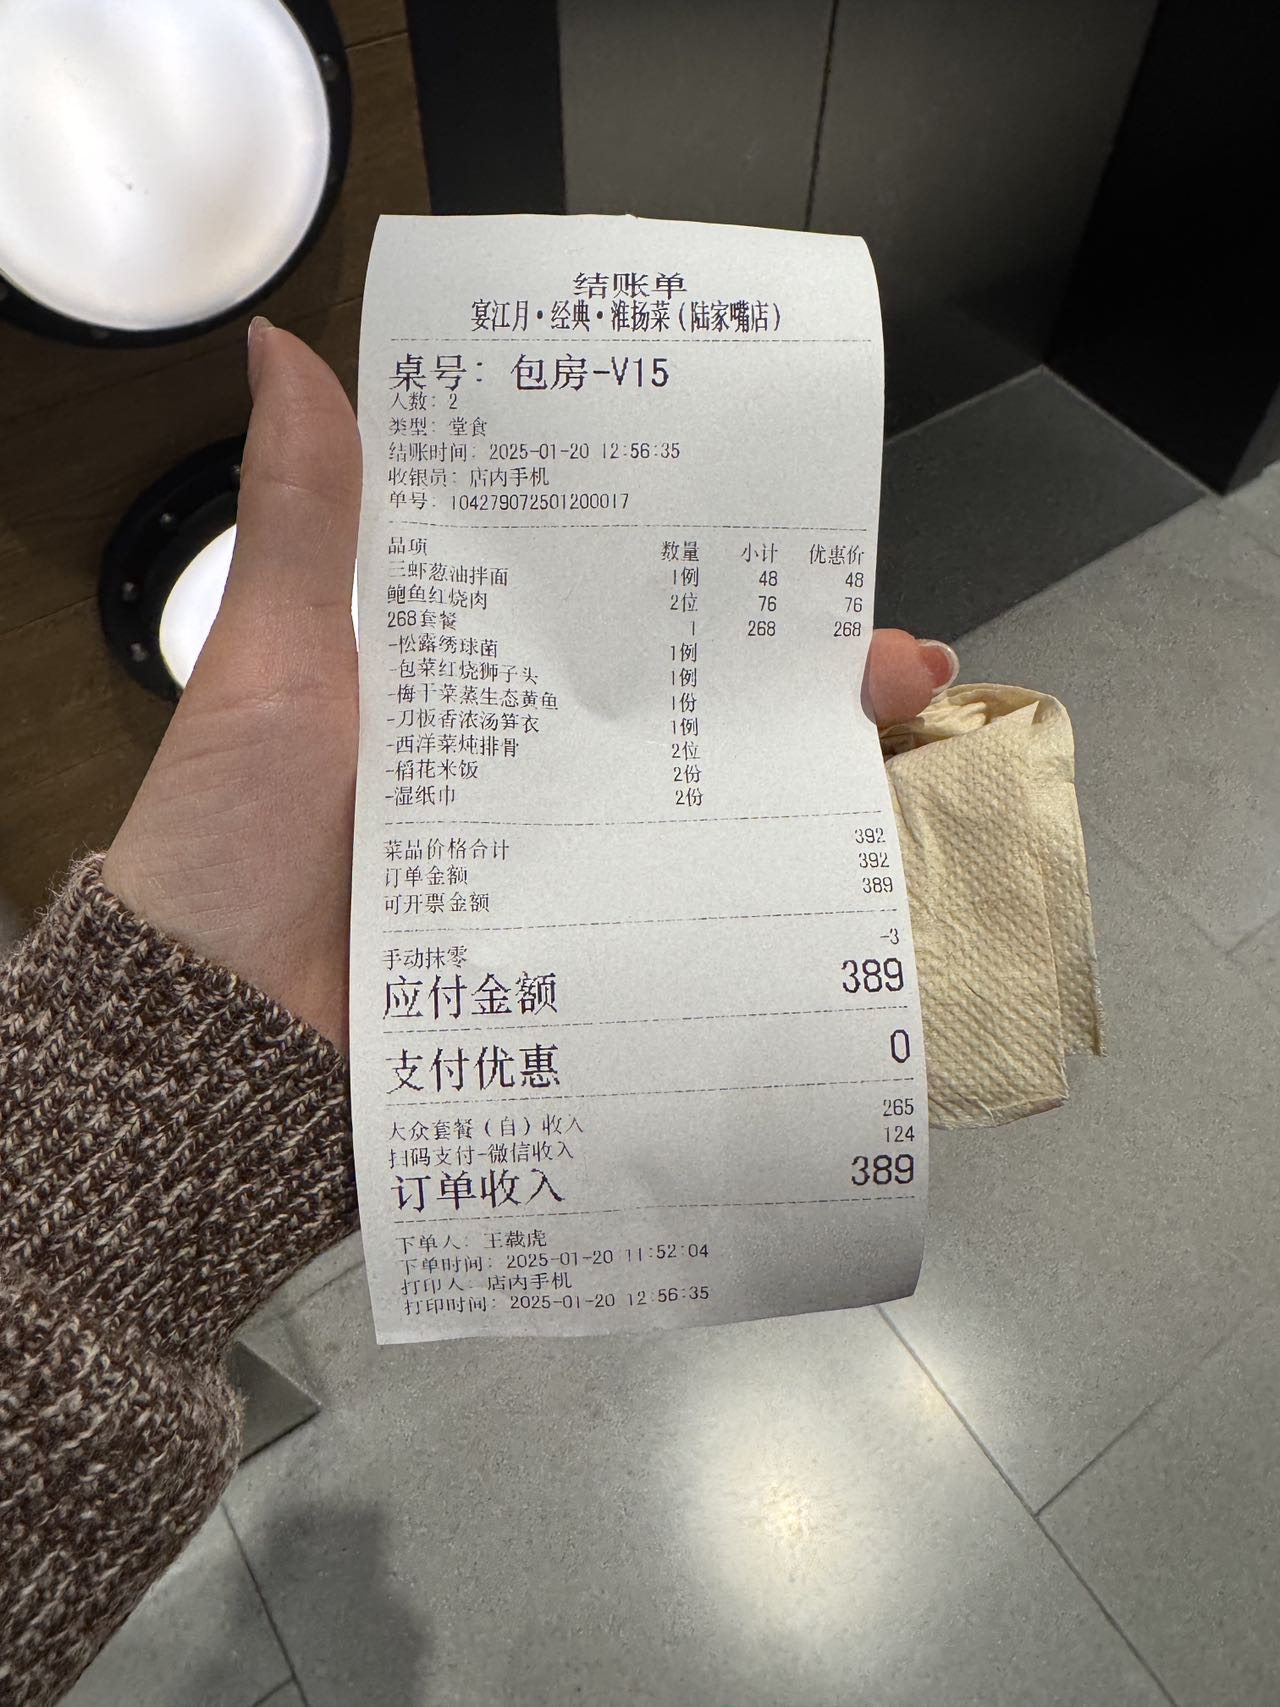 结账单
宴江月·经典·淮扬菜(陆家嘴店)
桌号: 包房-V15
人数: 2
类型: 堂食
结账时间: 2025-01-20 12:56:35
收银员: 店内手机
单号: 104279072501200017
品项 数量 小计 优惠价
三虾葱油拌面 1例 48 48
鲍鱼红烧肉 2位 76 76
268套餐 1 268 268
-松露绣球菌 1例
-包菜红烧狮子头 1例
-梅干菜蒸生态黄鱼 1份
-刀板香浓汤笋衣 1例
-西洋菜炖排骨 2位
-稻花米饭 2份
-湿纸巾 2份
菜品价格合计 392
订单金额 392
可开票金额 389
手动抹零 -3
应付金额 389
支付优惠 0
大众套餐(自)收入 265
扫码支付-微信收入 124
订单收入 389
下单人: 王载虎
下单时间: 2025-01-20 11:52:04
打印人: 店内手机
打印时间: 2025-01-20 12:56:35